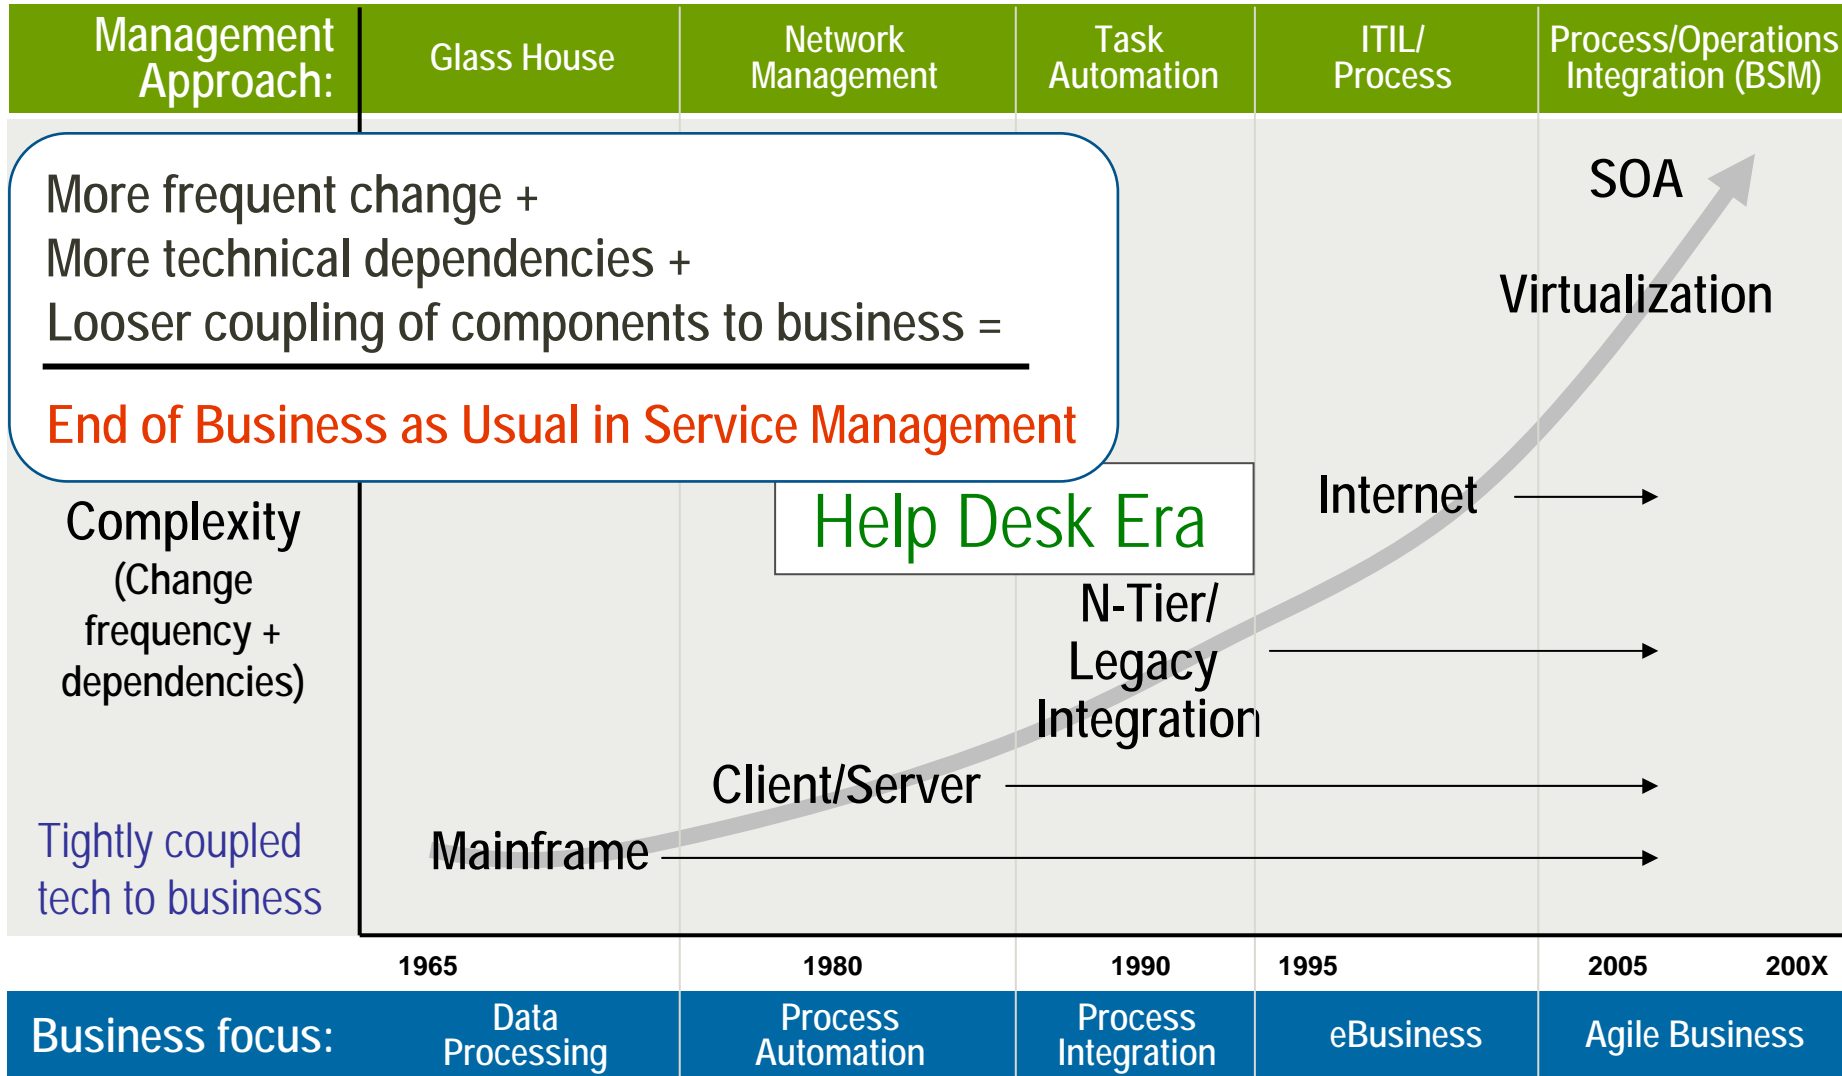 Management
Approach:
Glass House
Network
Management
Task
Automation
ITIL/
Process
Process/Operations
Integration (BSM)
More frequent change +
More technical dependencies +
Looser coupling of components to business =
End of Business as Usual in Service Management
SOA
Virtualization
Help Desk Era
Internet
Complexity
(Change
frequency +
dependencies)
N-Tier/
Legacy
Integration
Client/Server
Mainframe
Tightly coupled
tech to business
1965 1980 1990 1995 2005 200X
Business focus:
Data
Processing
Process
Automation
Process
Integration
eBusiness
Agile Business